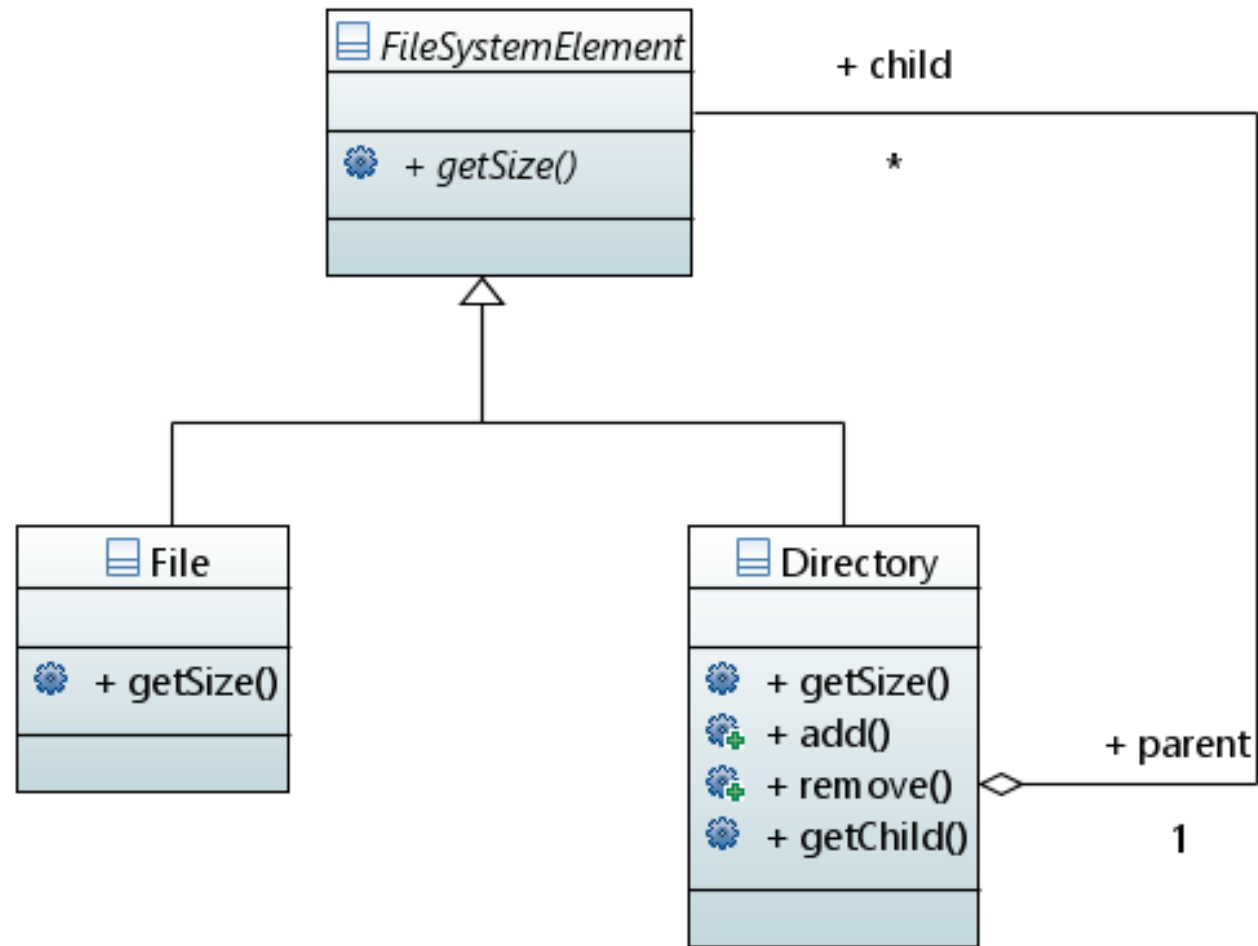 FileSystemElement
+ getSize()
+ child
*
File
+ getSize()
Directory
+ getSize()
+ add()
+ remove()
+ getChild()
+ parent
1